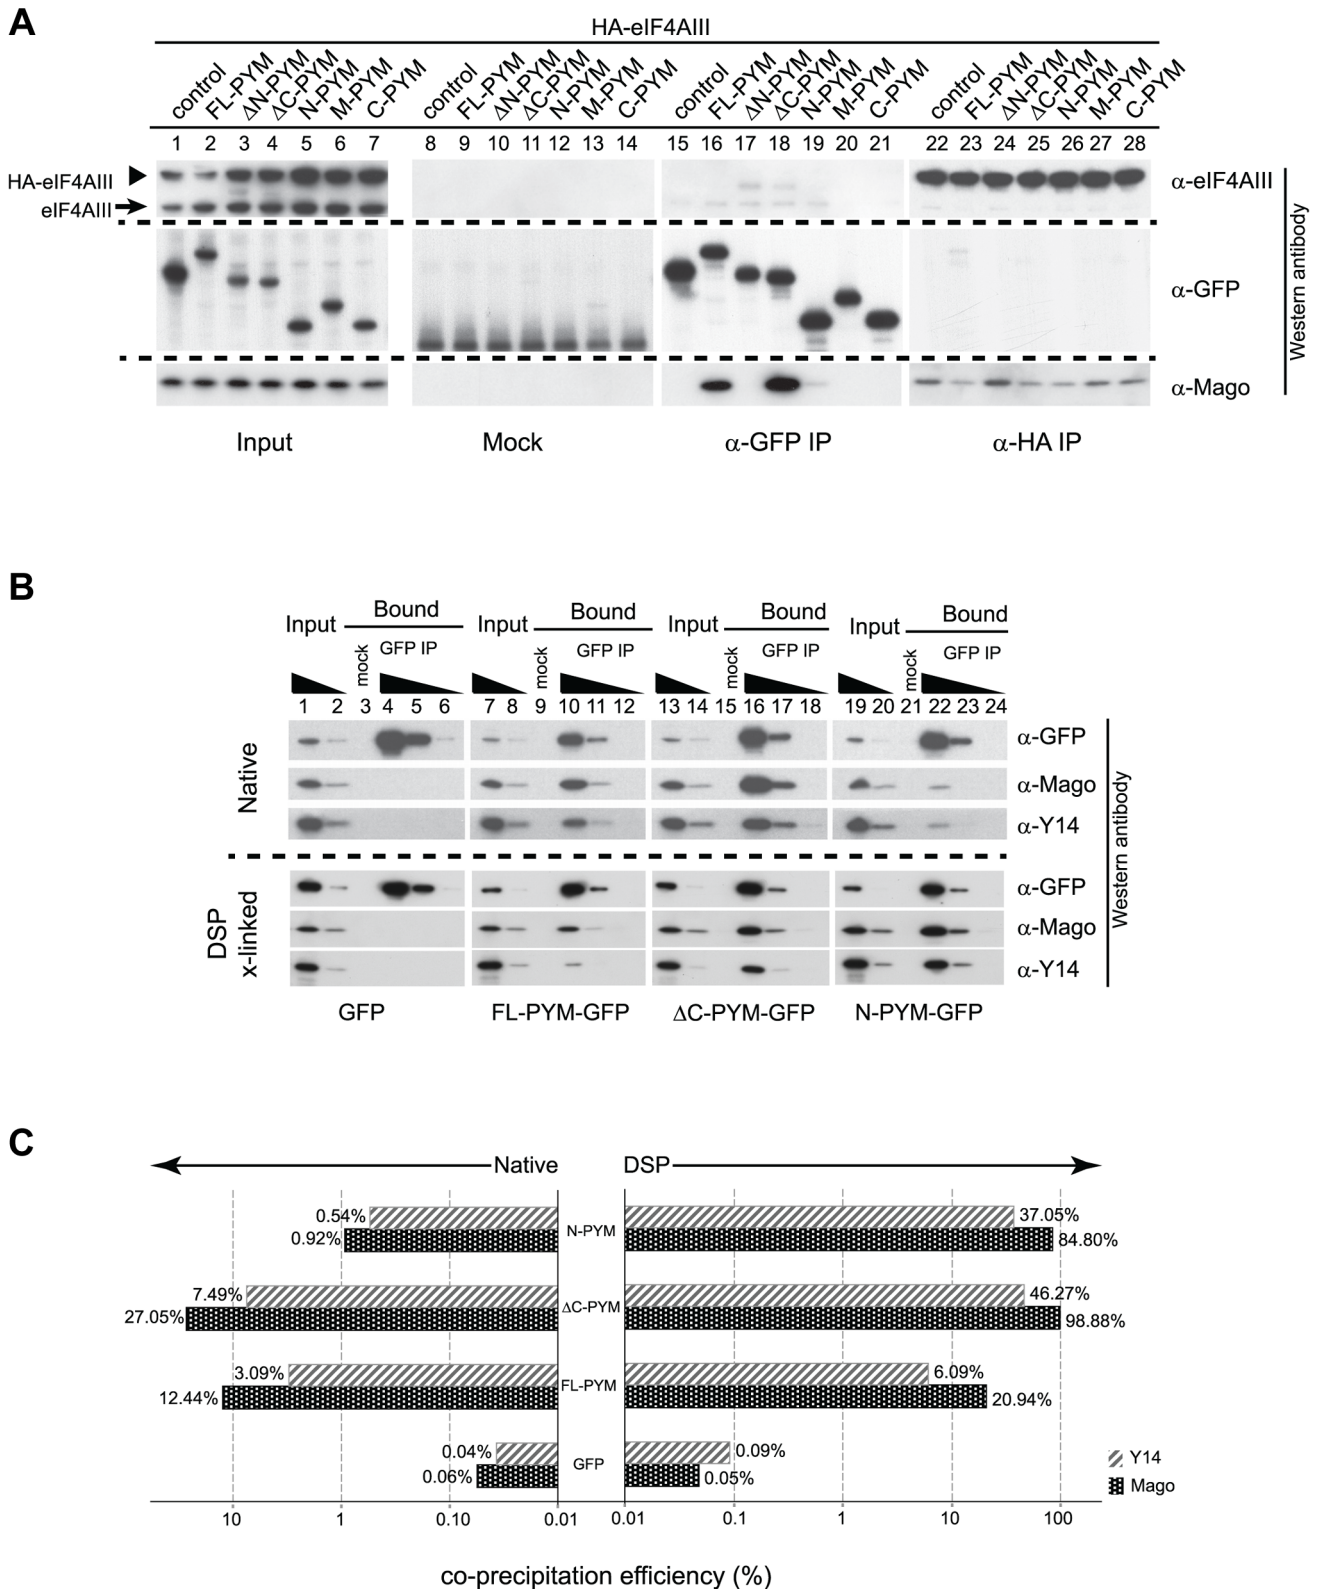 A
HA-eIF4AIII
control FL-PYM ΔN-PYM ΔC-PYM N-PYM M-PYM C-PYM control FL-PYM ΔN-PYM ΔC-PYM N-PYM M-PYM C-PYM control FL-PYM ΔN-PYM ΔC-PYM N-PYM M-PYM C-PYM control FL-PYM ΔN-PYM ΔC-PYM N-PYM M-PYM C-PYM
1 2 3 4 5 6 7 8 9 10 11 12 13 14 15 16 17 18 19 20 21 22 23 24 25 26 27 28
HA-eIF4AIII
eIF4AIII
α-eIF4AIII
α-GFP
α-Mago
Western antibody
Input Mock α-GFP IP α-HA IP
B
Input Bound Input Bound Input Bound Input Bound
mock GFP IP mock GFP IP mock GFP IP mock GFP IP
1 2 3 4 5 6 7 8 9 10 11 12 13 14 15 16 17 18 19 20 21 22 23 24
Native
α-GFP
α-Mago
α-Y14
DSP
x-linked
α-GFP
α-Mago
α-Y14
Western antibody
GFP FL-PYM-GFP ΔC-PYM-GFP N-PYM-GFP
C
Native DSP
0.54% 37.05%
N-PYM
0.92% 84.80%
7.49% 46.27%
ΔC-PYM
27.05% 98.88%
3.09% 6.09%
FL-PYM
12.44% 20.94%
0.04% 0.09%
GFP
0.06% 0.05%
Y14
Mago
10 1 0.10 0.01 0.01 0.1 1 10 100
co-precipitation efficiency (%)